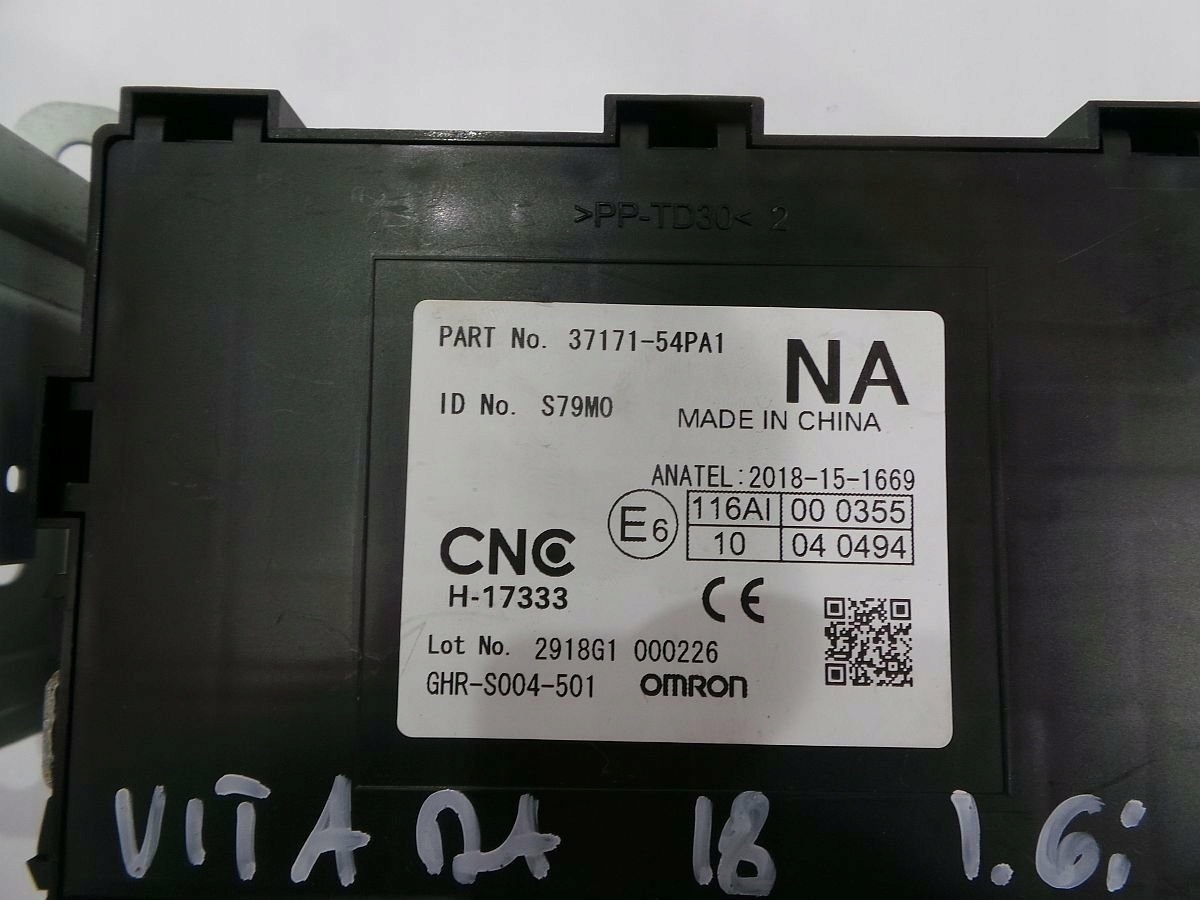 >PP-TD30< 2
PART No. 37171-54PA1
NA
ID No. S79M0
MADE IN CHINA
ANATEL:2018-15-1669
E6 116AI 00 0355
10 04 0494
CNC
H-17333
CE
Lot No. 2918G1 000226
GHR-S004-501 OMRON
VITARA 18 1.6i